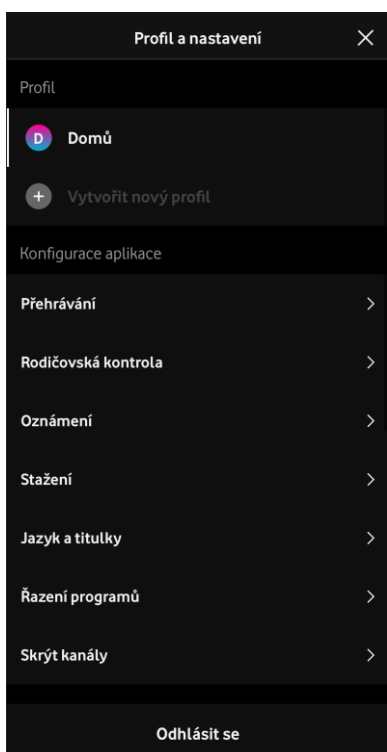 Profil a nastavení
Profil
D Domů
+ Vytvořit nový profil
Konfigurace aplikace
Přehrávání
Rodičovská kontrola
Oznámení
Stažení
Jazyk a titulky
Řazení programů
Skrýt kanály
Odhlásit se